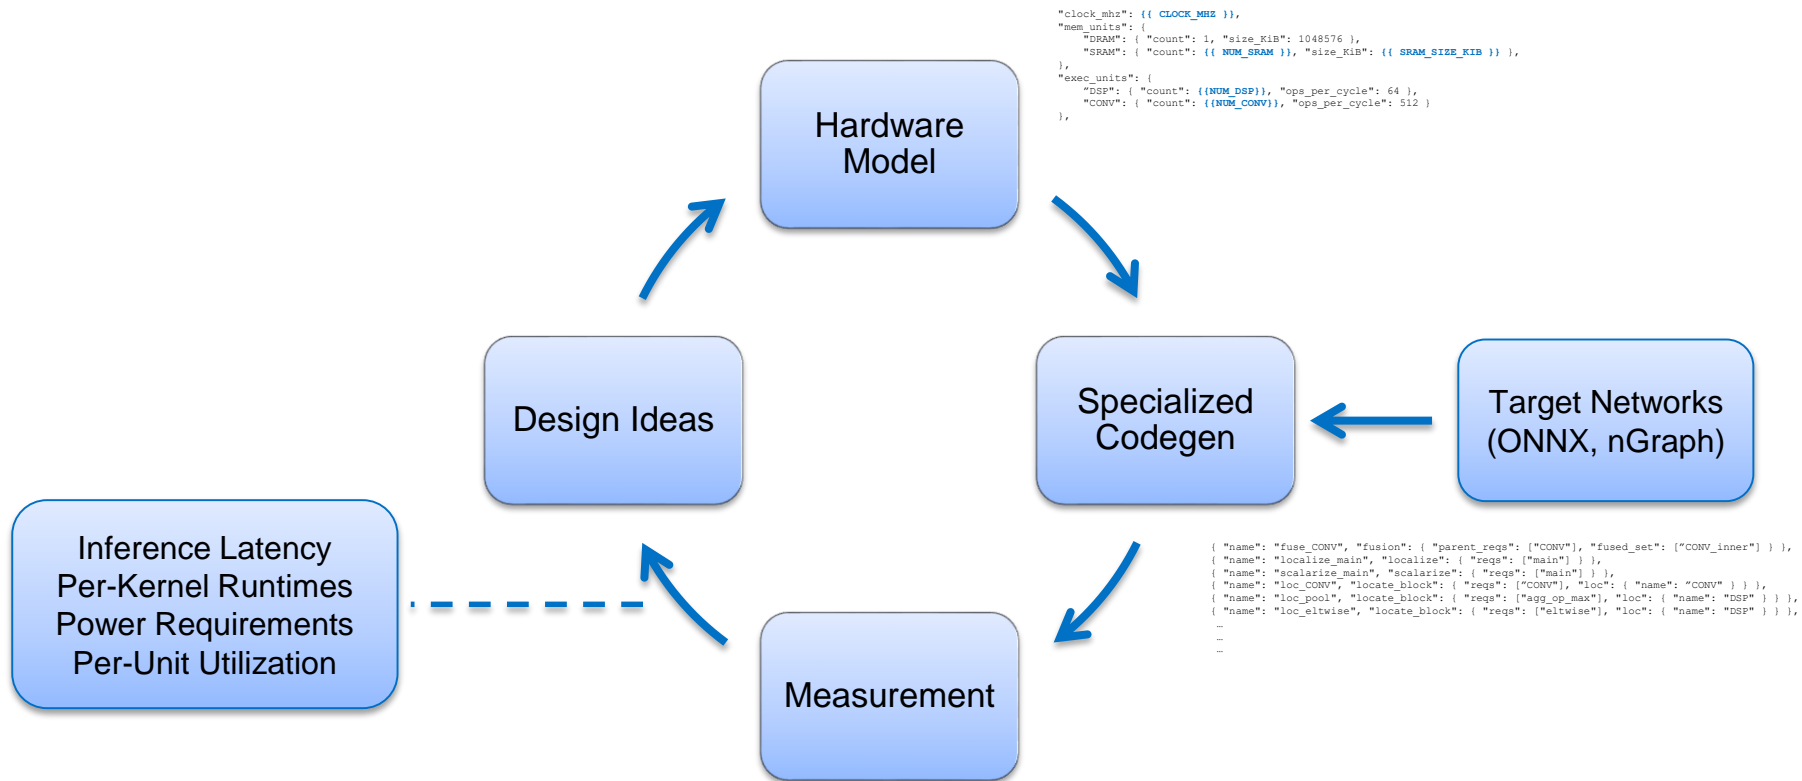 "clock_mhz": {{ CLOCK_MHZ }},
"mem_units": {
"DRAM": { "count": 1, "size_KiB": 1048576 },
"SRAM": { "count": {{ NUM_SRAM }}, "size_KiB": {{ SRAM_SIZE_KIB }} },
},
"exec_units": {
”DSP": { "count": {{NUM_DSP}}, "ops_per_cycle": 64 },
"CONV": { "count": {{NUM_CONV}}, "ops_per_cycle": 512 }
},
Hardware
Model
Design Ideas
Specialized
Codegen
Target Networks
(ONNX, nGraph)
Inference Latency
Per-Kernel Runtimes
Power Requirements
Per-Unit Utilization
{ "name": "fuse_CONV", "fusion": { "parent_reqs": ["CONV"], "fused_set": [”CONV_inner"] } },
{ "name": "localize_main", "localize": { "reqs": ["main"] } },
{ "name": "scalarize_main", "scalarize": { "reqs": ["main"] } },
{ "name": "loc_CONV", "locate_block": { "reqs": [”CONV"], "loc": { "name": ”CONV" } } },
{ "name": "loc_pool", "locate_block": { "reqs": ["agg_op_max"], "loc": { "name": "DSP" } } },
{ "name": "loc_eltwise", "locate_block": { "reqs": ["eltwise"], "loc": { "name": "DSP" } } },
…
…
…
Measurement